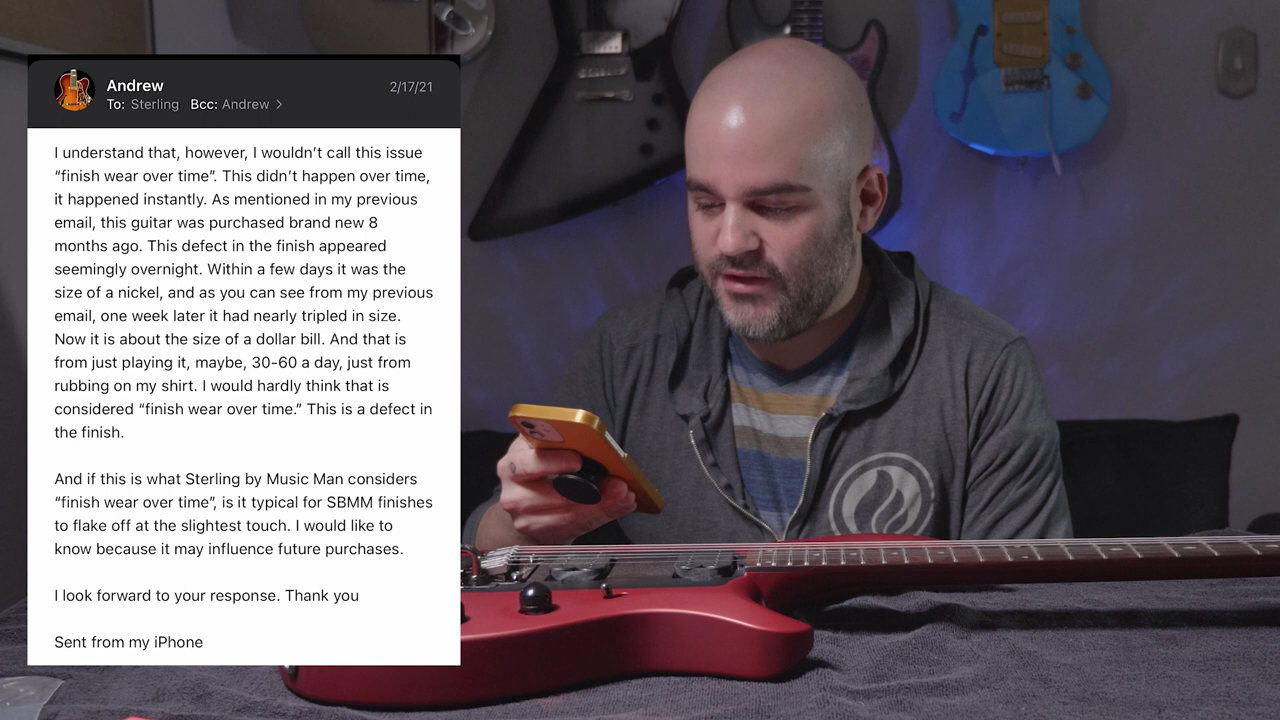 Andrew
2/17/21
To: Sterling Bcc: Andrew >
I understand that, however, I wouldn’t call this issue
“finish wear over time”. This didn’t happen over time,
it happened instantly. As mentioned in my previous
email, this guitar was purchased brand new 8
months ago. This defect in the finish appeared
seemingly overnight. Within a few days it was the
size of a nickel, and as you can see from my previous
email, one week later it had nearly tripled in size.
Now it is about the size of a dollar bill. And that is
from just playing it, maybe, 30-60 a day, just from
rubbing on my shirt. I would hardly think that is
considered “finish wear over time.” This is a defect in
the finish.
And if this is what Sterling by Music Man considers
“finish wear over time”, is it typical for SBMM finishes
to flake off at the slightest touch. I would like to
know because it may influence future purchases.
I look forward to your response. Thank you
Sent from my iPhone